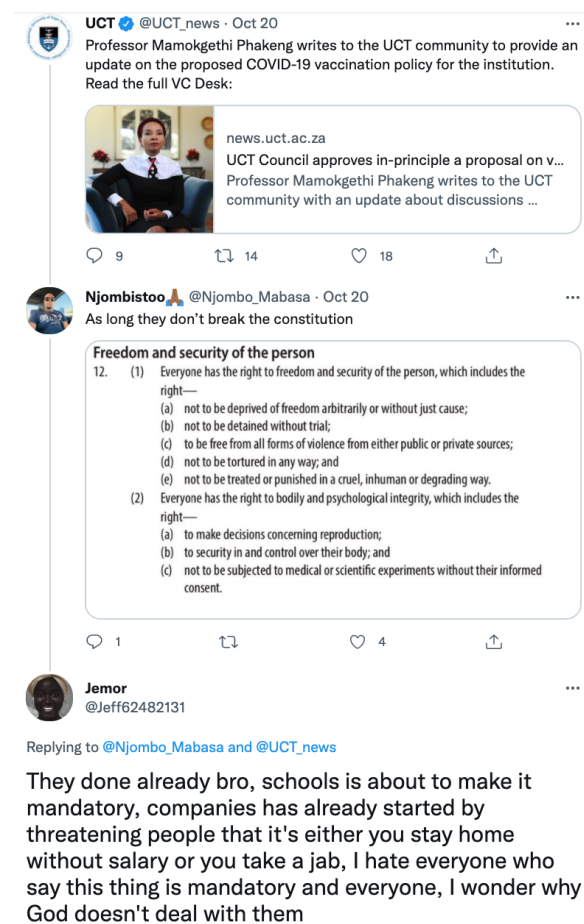 UCT @UCT_news · Oct 20
Professor Mamokgethi Phakeng writes to the UCT community to provide an
update on the proposed COVID-19 vaccination policy for the institution.
Read the full VC Desk:
news.uct.ac.za
UCT Council approves in-principle a proposal on v...
Professor Mamokgethi Phakeng writes to the UCT
community with an update about discussions ...
9 14 18
Njombistoo🙏🏾 @Njombo_Mabasa · Oct 20
As long they don’t break the constitution
Freedom and security of the person
12. (1) Everyone has the right to freedom and security of the person, which includes the
right—
(a) not to be deprived of freedom arbitrarily or without just cause;
(b) not to be detained without trial;
(c) to be free from all forms of violence from either public or private sources;
(d) not to be tortured in any way; and
(e) not to be treated or punished in a cruel, inhuman or degrading way.
(2) Everyone has the right to bodily and psychological integrity, which includes the
right—
(a) to make decisions concerning reproduction;
(b) to security in and control over their body; and
(c) not to be subjected to medical or scientific experiments without their informed
consent.
1 4
Jemor
@Jeff62482131
Replying to @Njombo_Mabasa and @UCT_news
They done already bro, schools is about to make it
mandatory, companies has already started by
threatening people that it's either you stay home
without salary or you take a jab, I hate everyone who
say this thing is mandatory and everyone, I wonder why
God doesn't deal with them